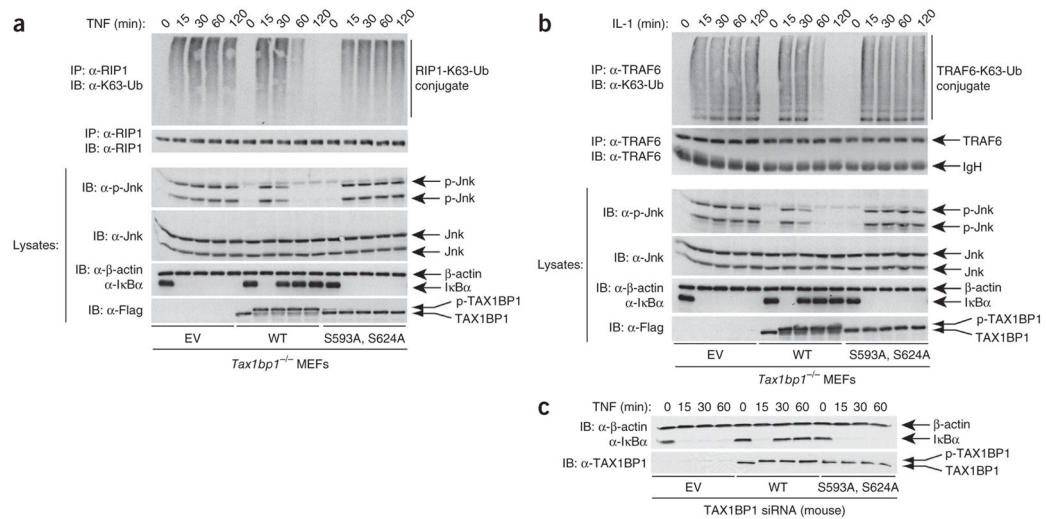 a
TNF (min): 0 15 30 60 120 0 15 30 60 120 0 15 30 60 120
IP: α-RIP1
IB: α-K63-Ub
RIP1-K63-Ub
conjugate
IP: α-RIP1
IB: α-RIP1
Lysates:
IB: α-p-Jnk
p-Jnk
p-Jnk
IB: α-Jnk
Jnk
Jnk
IB: α-β-actin
α-IκBα
β-actin
IκBα
IB: α-Flag
p-TAX1BP1
TAX1BP1
EV WT S593A, S624A
Tax1bp1–/– MEFs
b
IL-1 (min): 0 15 30 60 120 0 15 30 60 120 0 15 30 60 120
IP: α-TRAF6
IB: α-K63-Ub
TRAF6-K63-Ub
conjugate
IP: α-TRAF6
IB: α-TRAF6
TRAF6
IgH
Lysates:
IB: α-p-Jnk
p-Jnk
p-Jnk
IB: α-Jnk
Jnk
Jnk
IB: α-β-actin
α-IκBα
β-actin
IκBα
IB: α-Flag
p-TAX1BP1
TAX1BP1
EV WT S593A, S624A
Tax1bp1–/– MEFs
c
TNF (min): 0 15 30 60 0 15 30 60 0 15 30 60
IB: α-β-actin
α-IκBα
β-actin
IκBα
IB: α-TAX1BP1
p-TAX1BP1
TAX1BP1
EV WT S593A, S624A
TAX1BP1 siRNA (mouse)